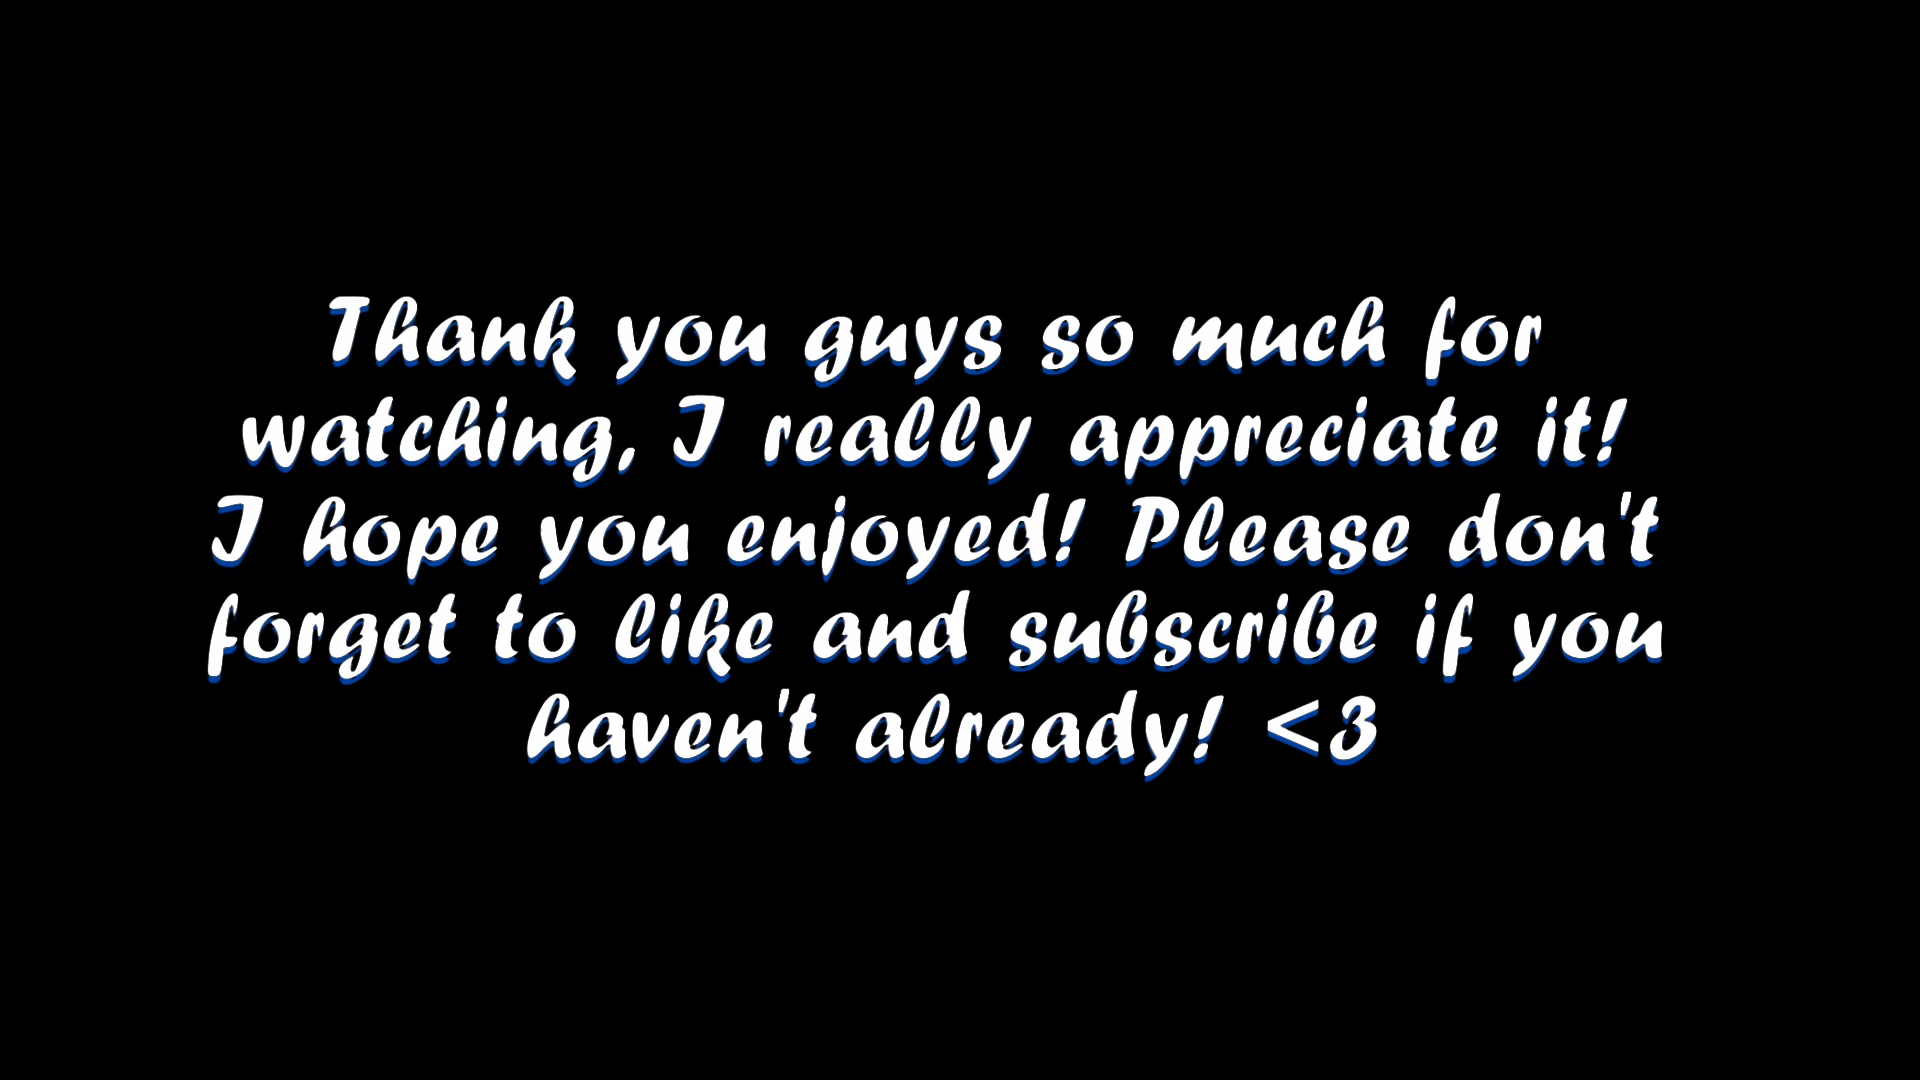 Thank you guys so much for
watching, I really appreciate it!
I hope you enjoyed! Please don't
forget to like and subscribe if you
haven't already! <3